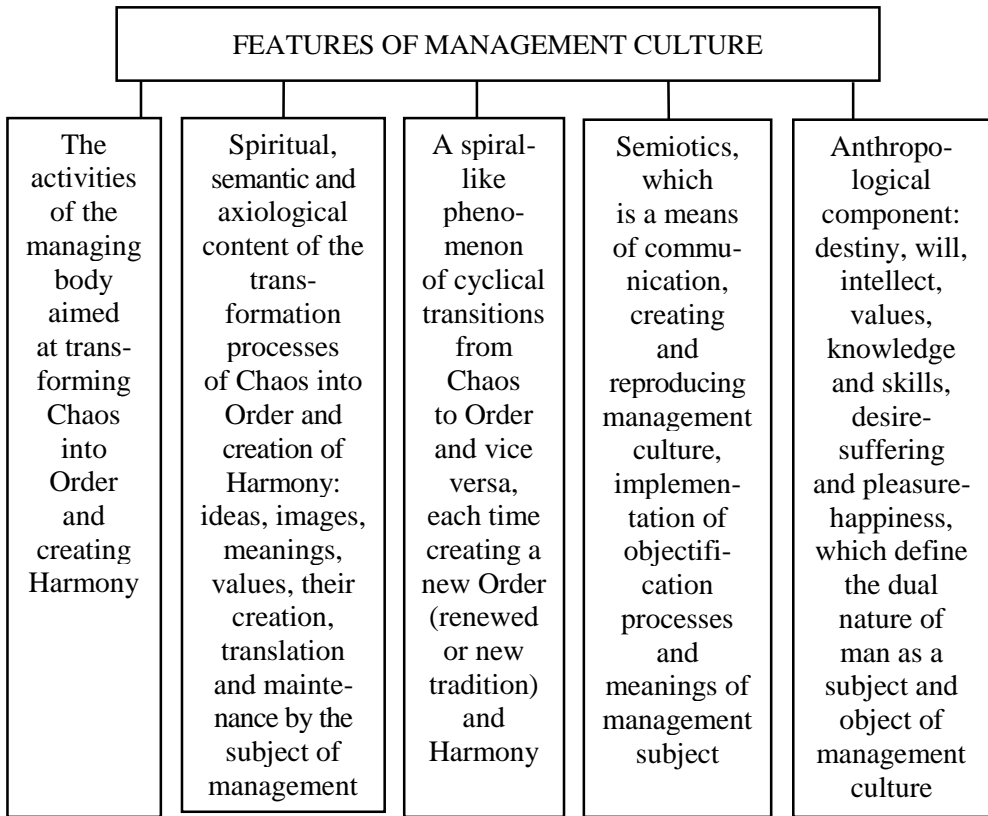 FEATURES OF MANAGEMENT CULTURE
The
activities
of the
managing
body
aimed
at trans-
forming
Chaos
into
Order
and
creating
Harmony
Spiritual,
semantic and
axiological
content of the
trans-
formation
processes
of Chaos into
Order and
creation of
Harmony:
ideas, images,
meanings,
values, their
creation,
translation
and mainte-
nance by the
subject of
management
A spiral-
like
pheno-
menon
of cyclical
transitions
from
Chaos
to Order
and vice
versa,
each time
creating a
new Order
(renewed
or new
tradition)
and
Harmony
Semiotics,
which
is a means
of commu-
nication,
creating
and
reproducing
management
culture,
implemen-
tation of
objectifi-
cation
processes
and
meanings of
management
subject
Anthropo-
logical
component:
destiny, will,
intellect,
values,
knowledge
and skills,
desire-
suffering
and pleasure-
happiness,
which define
the dual
nature of
man as a
subject and
object of
management
culture